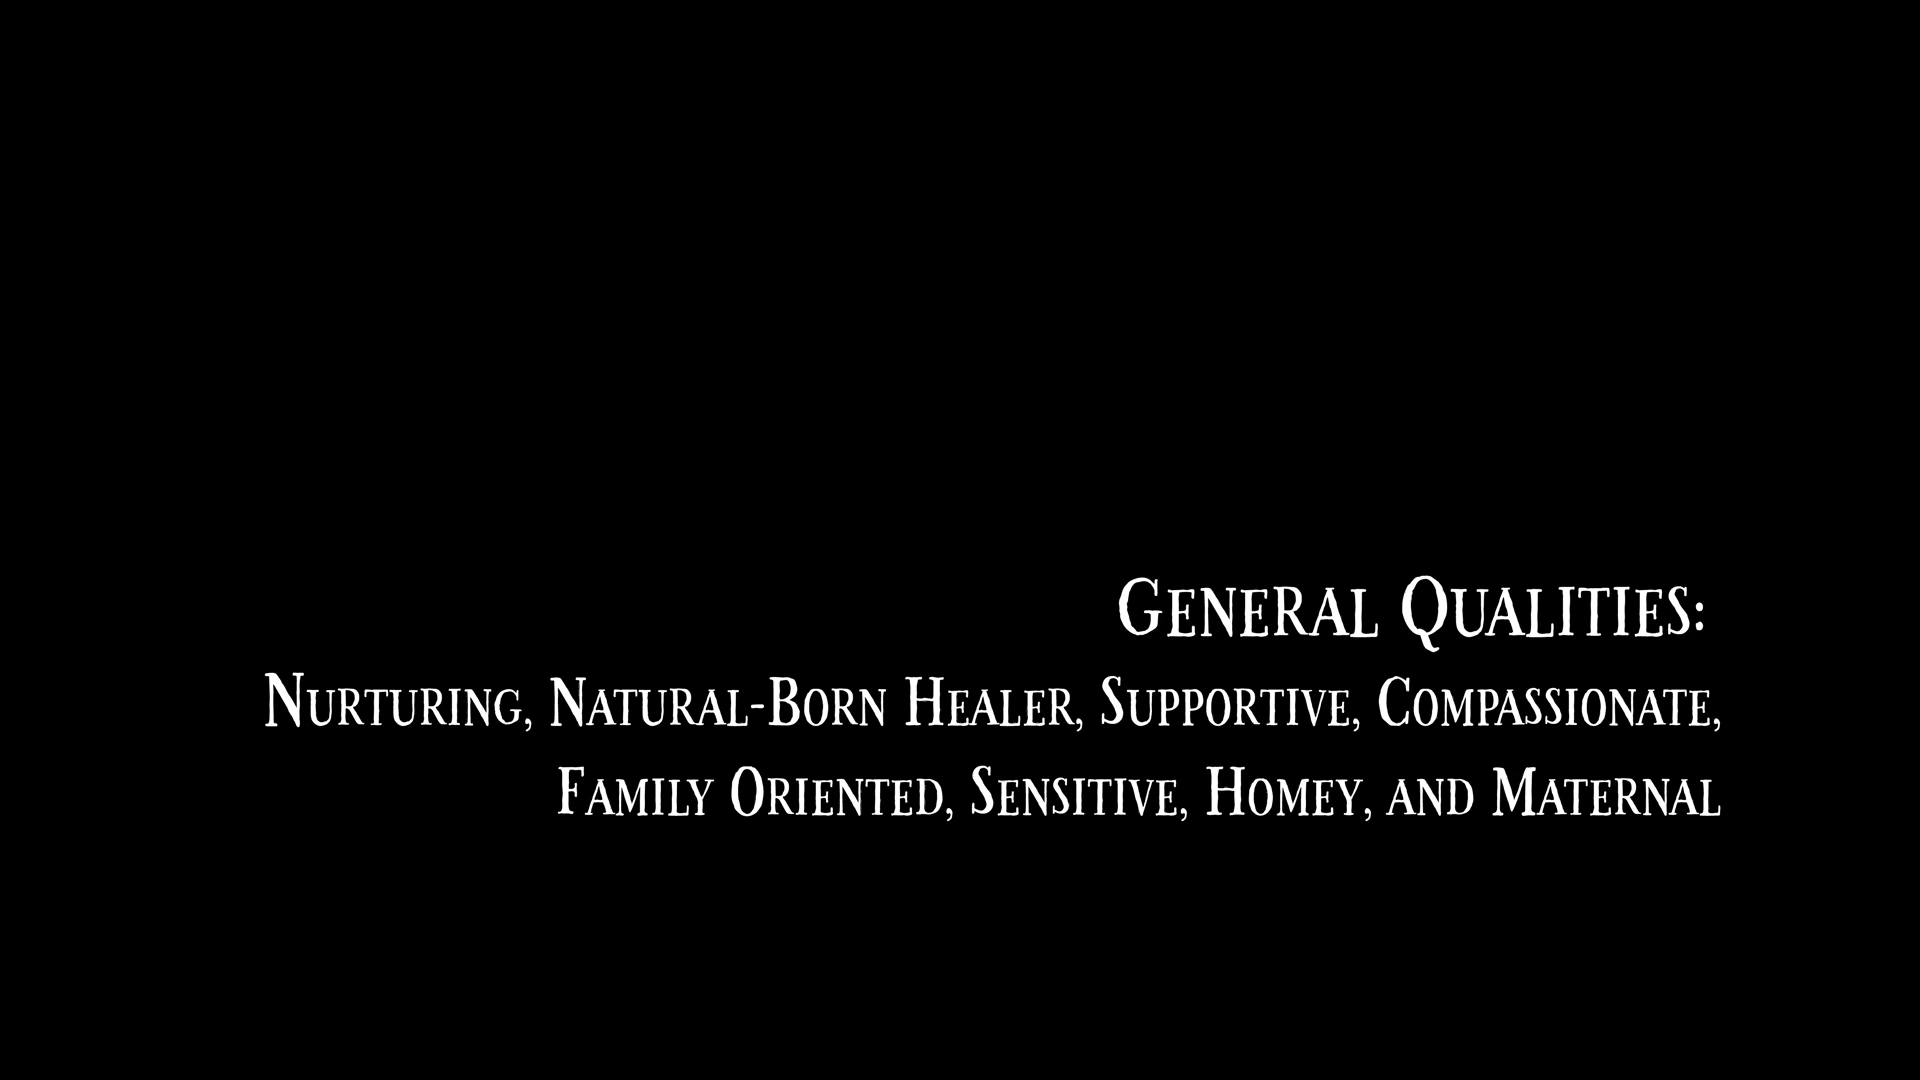 General Qualities:
Nurturing, Natural-Born Healer, Supportive, Compassionate,
Family Oriented, Sensitive, Homey, and Maternal